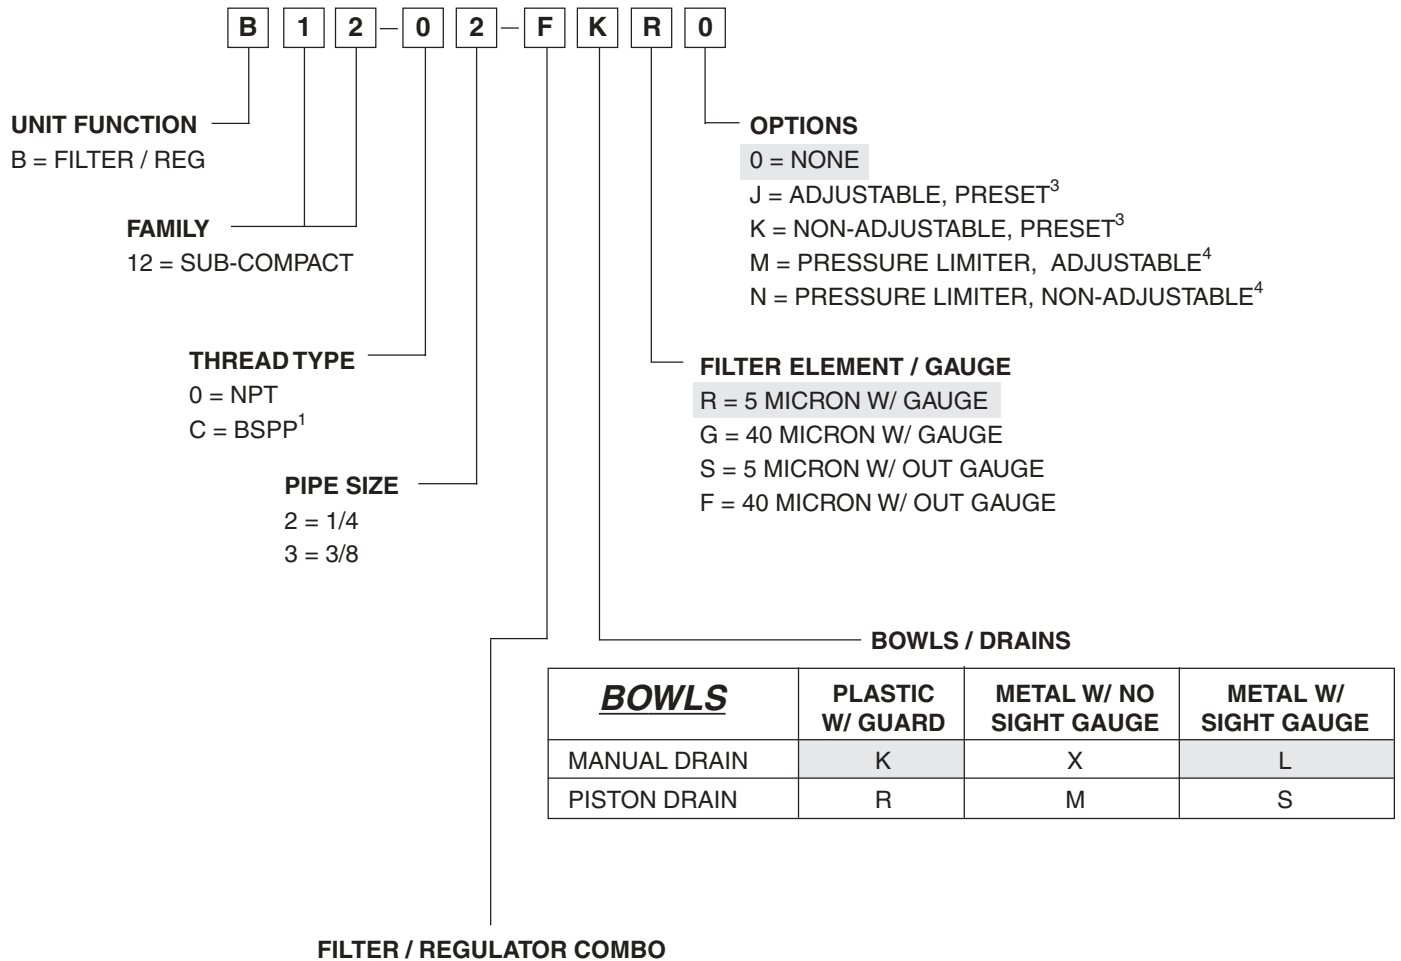 B 1 2 - 0 2 - F K R 0
UNIT FUNCTION
B = FILTER / REG
FAMILY
12 = SUB-COMPACT
THREAD TYPE
0 = NPT
C = BSPP¹
PIPE SIZE
2 = 1/4
3 = 3/8
OPTIONS
0 = NONE
J = ADJUSTABLE, PRESET³
K = NON-ADJUSTABLE, PRESET³
M = PRESSURE LIMITER, ADJUSTABLE⁴
N = PRESSURE LIMITER, NON-ADJUSTABLE⁴
FILTER ELEMENT / GAUGE
R = 5 MICRON W/ GAUGE
G = 40 MICRON W/ GAUGE
S = 5 MICRON W/ OUT GAUGE
F = 40 MICRON W/ OUT GAUGE
BOWLS / DRAINS
BOWLS
PLASTIC
W/ GUARD
METAL W/ NO
SIGHT GAUGE
METAL W/
SIGHT GAUGE
MANUAL DRAIN K X L
PISTON DRAIN R M S
FILTER / REGULATOR COMBO